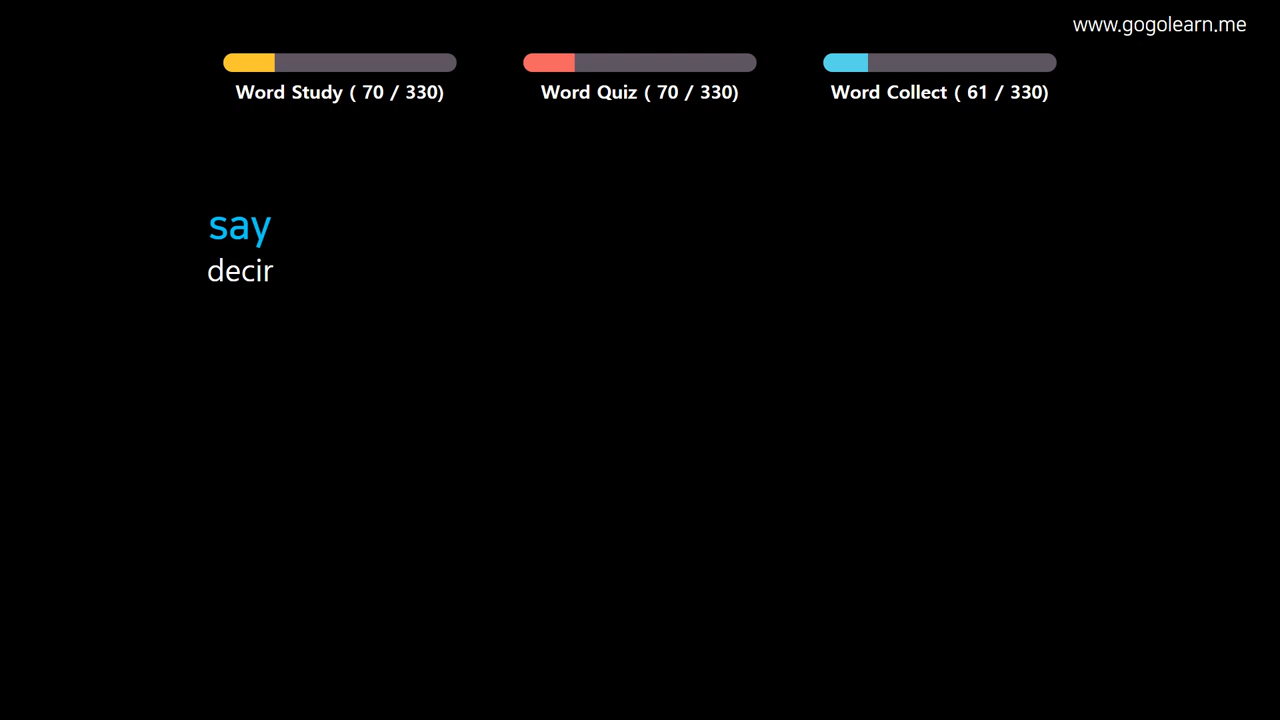 www.gogolearn.me
Word Study ( 70 / 330)
Word Quiz ( 70 / 330)
Word Collect ( 61 / 330)
say
decir